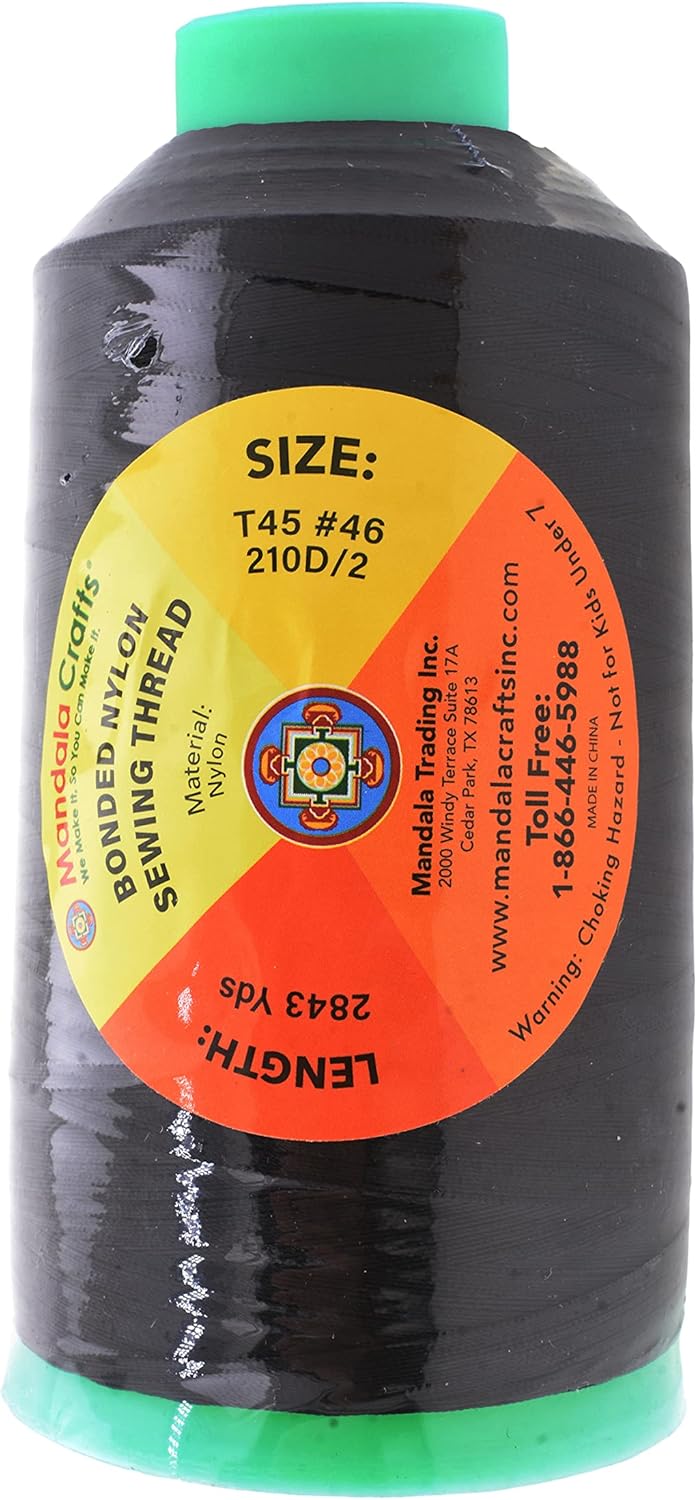 SIZE:
T45 #46
210D/2
Mandala Crafts®
We Make It. So You Can Make It.
BONDED NYLON
SEWING THREAD
Material:
Nylon
Mandala Trading Inc.
2000 Windy Terrace Suite 17A
Cedar Park, TX 78613
www.mandalacraftsinc.com
Toll Free:
1-866-446-5988
MADE IN CHINA
Warning: Choking Hazard - Not for Kids Under 7
LENGTH:
2843 Yds